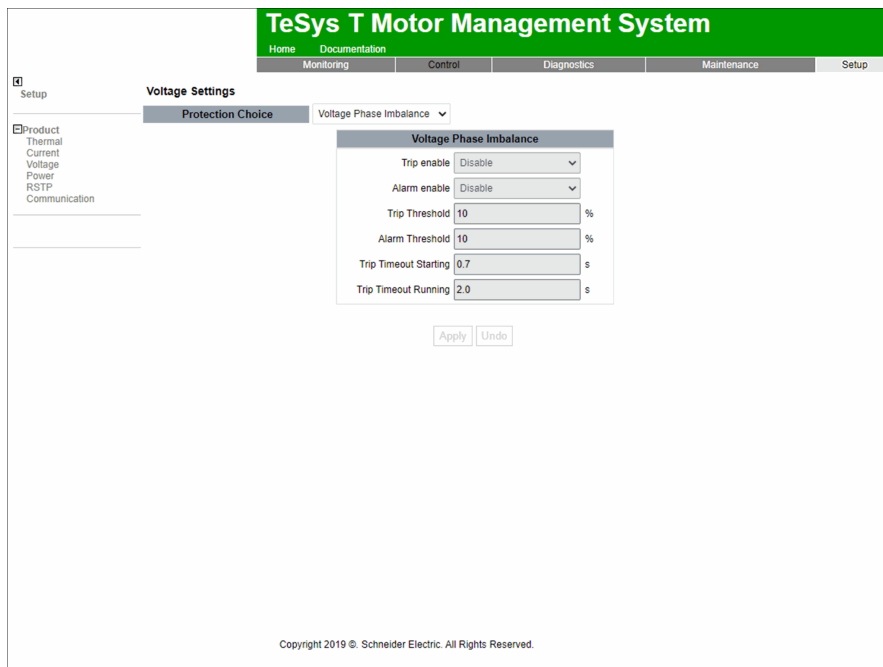 TeSys T Motor Management System
Home Documentation
Monitoring Control Diagnostics Maintenance Setup
Setup
Voltage Settings
Protection Choice Voltage Phase Imbalance
Product
Thermal
Current
Voltage
Power
RSTP
Communication
Voltage Phase Imbalance
Trip enable Disable
Alarm enable Disable
Trip Threshold 10 %
Alarm Threshold 10 %
Trip Timeout Starting 0.7 s
Trip Timeout Running 2.0 s
Apply Undo
Copyright 2019 ©. Schneider Electric. All Rights Reserved.